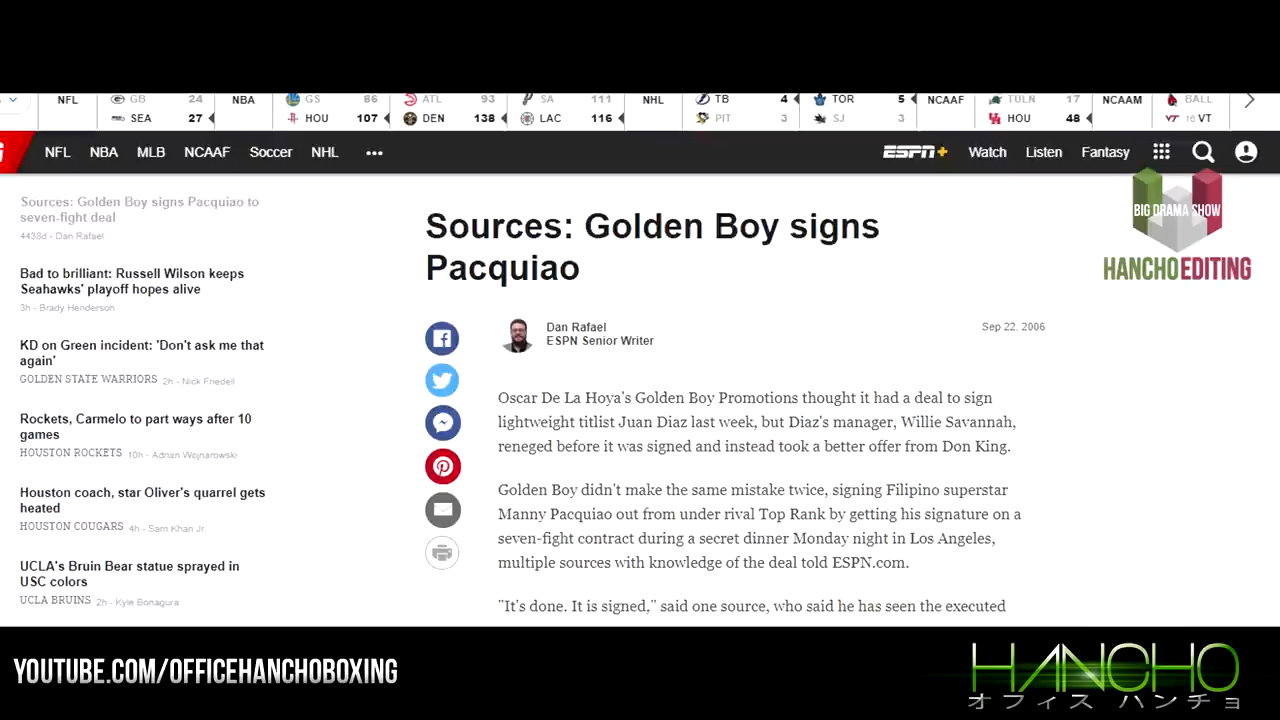 NFL
GB 24
SEA 27
NBA
GS 86
HOU 107
ATL 93
DEN 138
SA 111
LAC 116
NHL
TB 4
PIT 3
TOR 5
SJ 3
NCAAF
TULN 17
HOU 48
NCAAM
BALL
16 VT
NFL NBA MLB NCAAF Soccer NHL ••• ESPN+ Watch Listen Fantasy
Sources: Golden Boy signs Pacquiao to
seven-fight deal
4438d - Dan Rafael
Bad to brilliant: Russell Wilson keeps
Seahawks' playoff hopes alive
3h - Brady Henderson
KD on Green incident: 'Don't ask me that
again'
GOLDEN STATE WARRIORS 2h - Nick Friedell
Rockets, Carmelo to part ways after 10
games
HOUSTON ROCKETS 10h - Adrian Wojnarowski
Houston coach, star Oliver's quarrel gets
heated
HOUSTON COUGARS 4h - Sam Khan Jr.
UCLA's Bruin Bear statue sprayed in
USC colors
UCLA BRUINS 2h - Kyle Bonagura
Sources: Golden Boy signs
Pacquiao
Dan Rafael
ESPN Senior Writer
Sep 22, 2006
Oscar De La Hoya's Golden Boy Promotions thought it had a deal to sign
lightweight titlist Juan Diaz last week, but Diaz's manager, Willie Savannah,
reneged before it was signed and instead took a better offer from Don King.
Golden Boy didn't make the same mistake twice, signing Filipino superstar
Manny Pacquiao out from under rival Top Rank by getting his signature on a
seven-fight contract during a secret dinner Monday night in Los Angeles,
multiple sources with knowledge of the deal told ESPN.com.
"It's done. It is signed," said one source, who said he has seen the executed
BIG DRAMA SHOW
HANCHO EDITING
YOUTUBE.COM/OFFICEHANCHOBOXING
HANCHO
オフィス ハンチョ